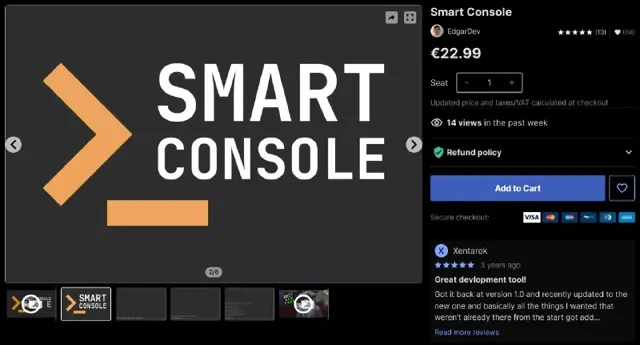 Smart Console
EdgarDev
(13) | (64)
€22.99
SMART
CONSOLE
Seat
- 1 +
Updated price and taxes/VAT calculated at checkout
14 views in the past week
Refund policy
Add to Cart
Secure checkout:
VISA
2/6
SMART
CONSOLE
Xentarok
3 years ago
Great devlopment tool!
Got it back at version 1.0 and recently updated to the
new one and basically all the things I wanted that
weren't already there from the start got add...
Read more reviews